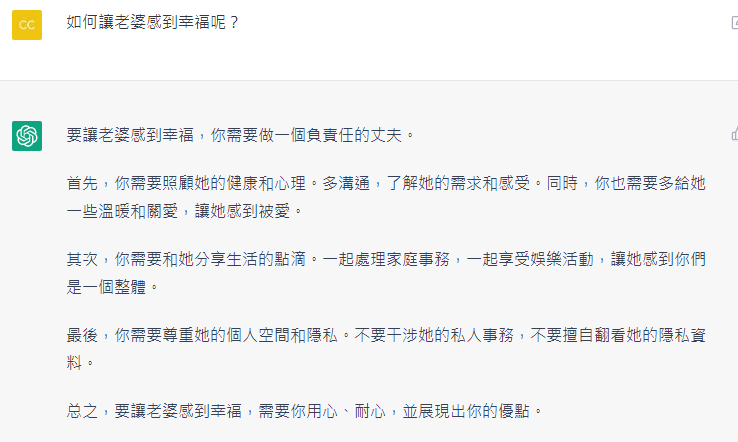 CC
如何讓老婆感到幸福呢？
要讓老婆感到幸福，你需要做一個負責任的丈夫。
首先，你需要照顧她的健康和心理。多溝通，了解她的需求和感受。同時，你也需要多給她
一些溫暖和關愛，讓她感到被愛。
其次，你需要和她分享生活的點滴。一起處理家庭事務，一起享受娛樂活動，讓她感到你們
是一個整體。
最後，你需要尊重她的個人空間和隱私。不要干涉她的私人事務，不要擅自翻看她的隱私資
料。
总之，要讓老婆感到幸福，需要你用心、耐心，並展現出你的優點。